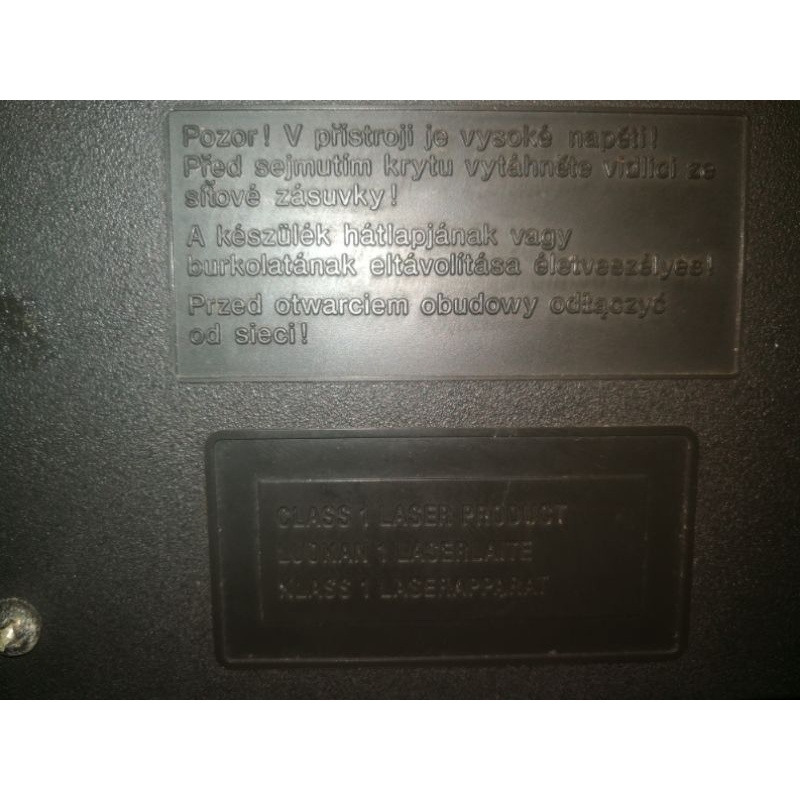 Pozor! V přístroji je vysoké napětí!
Před sejmutím krytu vytáhněte vidlici ze
síťové zásuvky!
A készülék hátlapjának vagy
burkolatának eltávolítása életveszélyes!
Przed otwarciem obudowy odłączyć
od sieci!
CLASS 1 LASER PRODUCT
LUOKAN 1 LASERLAITE
KLASS 1 LASERAPPARAT